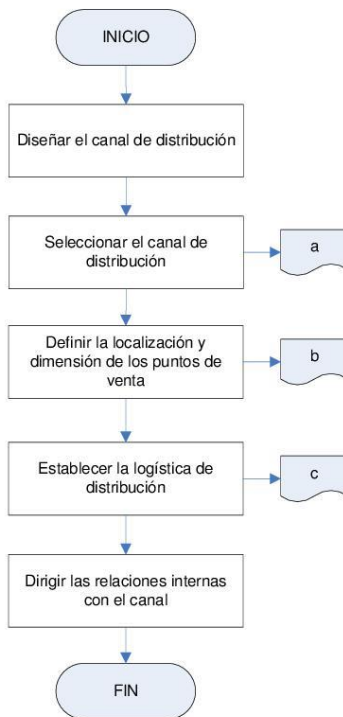 INICIO
Diseñar el canal de distribución
Seleccionar el canal de
distribución
a
Definir la localización y
dimensión de los puntos de
venta
b
Establecer la logística de
distribución
c
Dirigir las relaciones internas
con el canal
FIN